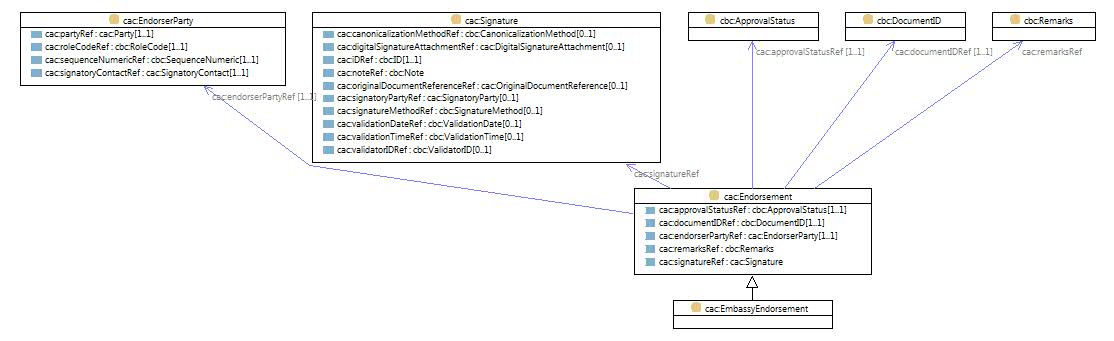 cac:EndorserParty
cac:partyRef : cac:Party[1..1]
cac:roleCodeRef : cbc:RoleCode[1..1]
cac:sequenceNumericRef : cbc:SequenceNumeric[1..1]
cac:signatoryContactRef : cac:SignatoryContact[1..1]
cac:Signature
cac:canonicalizationMethodRef : cbc:CanonicalizationMethod[0..1]
cac:digitalSignatureAttachmentRef : cac:DigitalSignatureAttachment[0..1]
cac:iDRef : cbc:ID[1..1]
cac:noteRef : cbc:Note
cac:originalDocumentReferenceRef : cac:OriginalDocumentReference[0..1]
cac:signatoryPartyRef : cac:SignatoryParty[0..1]
cac:signatureMethodRef : cbc:SignatureMethod[0..1]
cac:validationDateRef : cbc:ValidationDate[0..1]
cac:validationTimeRef : cbc:ValidationTime[0..1]
cac:validatorIDRef : cbc:ValidatorID[0..1]
cbc:ApprovalStatus
cbc:DocumentID
cbc:Remarks
cac:approvalStatusRef [1..1]
cac:documentIDRef [1..1]
cac:remarksRef
cac:endorserPartyRef [1..1]
cac:signatureRef
cac:Endorsement
cac:approvalStatusRef : cbc:ApprovalStatus[1..1]
cac:documentIDRef : cbc:DocumentID[1..1]
cac:endorserPartyRef : cac:EndorserParty[1..1]
cac:remarksRef : cbc:Remarks
cac:signatureRef : cac:Signature
cac:EmbassyEndorsement